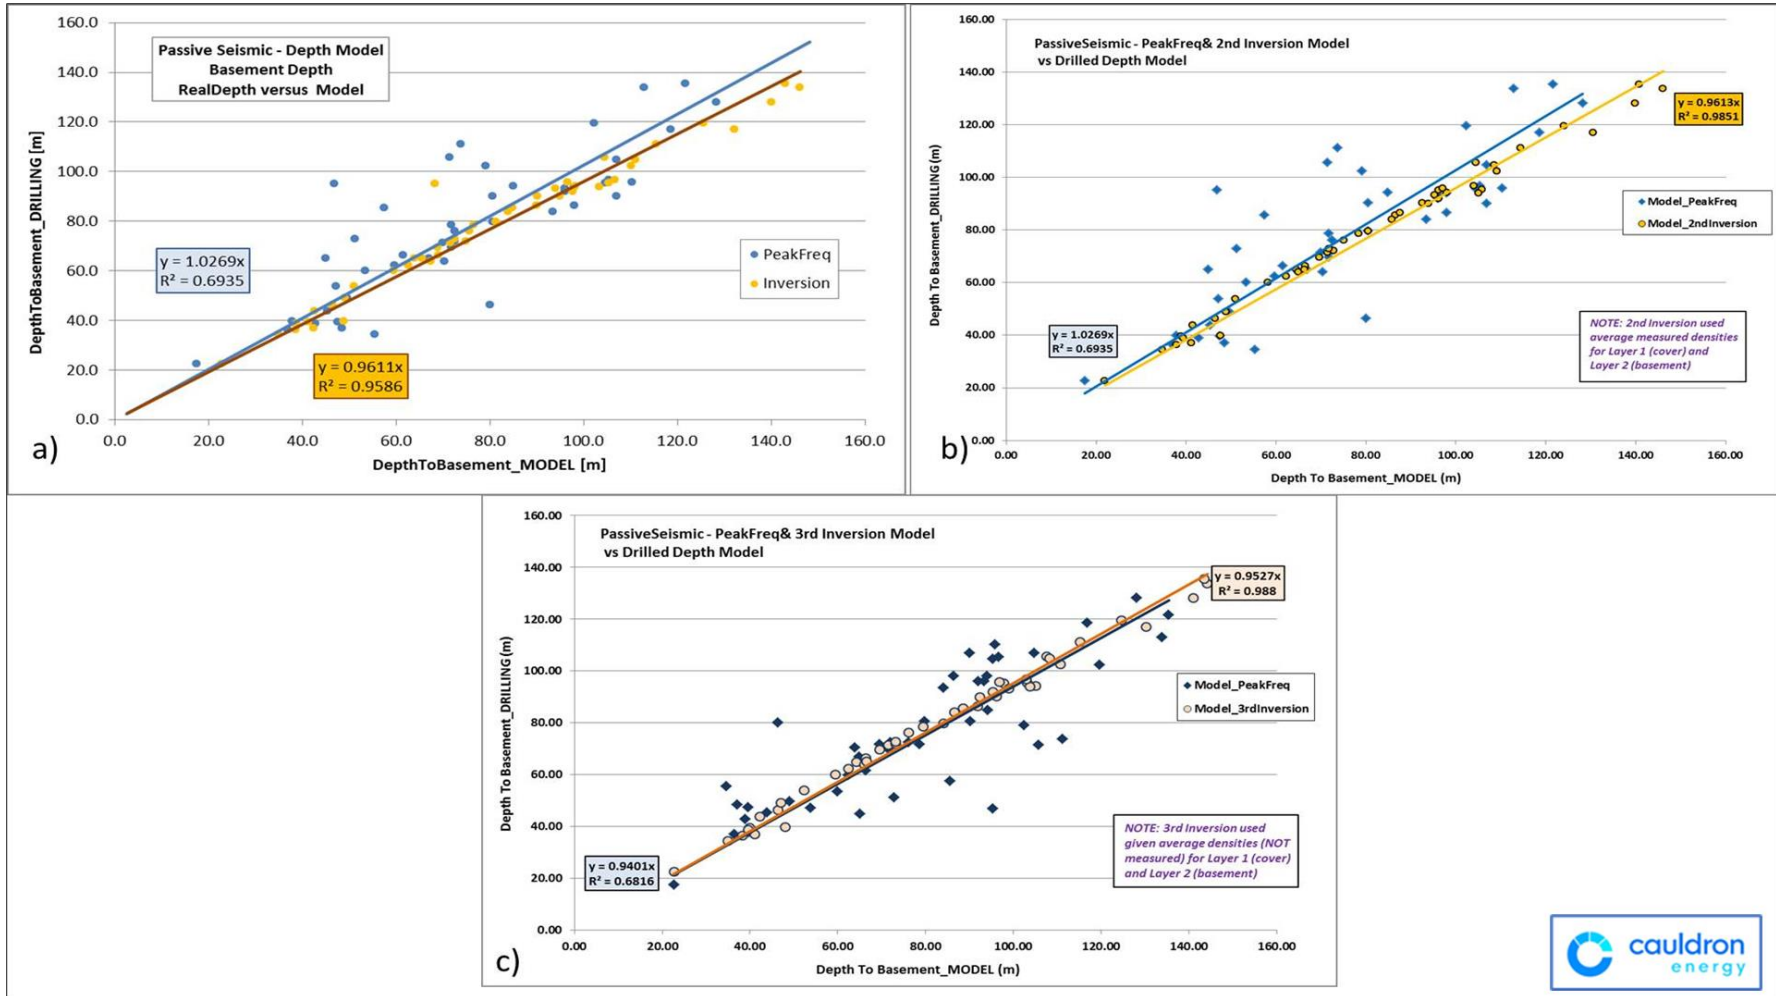 160.0
140.0
120.0
100.0
80.0
60.0
40.0
20.0
0.0
0.0 20.0 40.0 60.0 80.0 100.0 120.0 140.0 160.0
DepthToBasement_DRILLING [m]
DepthToBasement_MODEL [m]
Passive Seismic - Depth Model
Basement Depth
RealDepth versus Model
y = 1.0269x
R² = 0.6935
y = 0.9611x
R² = 0.9586
PeakFreq
Inversion
a)
160.00
140.00
120.00
100.00
80.00
60.00
40.00
20.00
0.00
0.00 20.00 40.00 60.00 80.00 100.00 120.00 140.00 160.00
Depth To Basement_DRILLING (m)
Depth To Basement_MODEL (m)
PassiveSeismic - PeakFreq& 2nd Inversion Model
vs Drilled Depth Model
y = 0.9613x
R² = 0.9851
y = 1.0269x
R² = 0.6935
Model_PeakFreq
Model_2ndInversion
NOTE: 2nd Inversion used
average measured densities
for Layer 1 (cover) and
Layer 2 (basement)
b)
160.00
140.00
120.00
100.00
80.00
60.00
40.00
20.00
0.00
0.00 20.00 40.00 60.00 80.00 100.00 120.00 140.00 160.00
Depth To Basement_DRILLING (m)
Depth To Basement_MODEL (m)
PassiveSeismic - PeakFreq& 3rd Inversion Model
vs Drilled Depth Model
y = 0.9527x
R² = 0.988
y = 0.9401x
R² = 0.6816
Model_PeakFreq
Model_3rdInversion
NOTE: 3rd Inversion used
given average densities (NOT
measured) for Layer 1 (cover)
and Layer 2 (basement)
c)
cauldron
energy